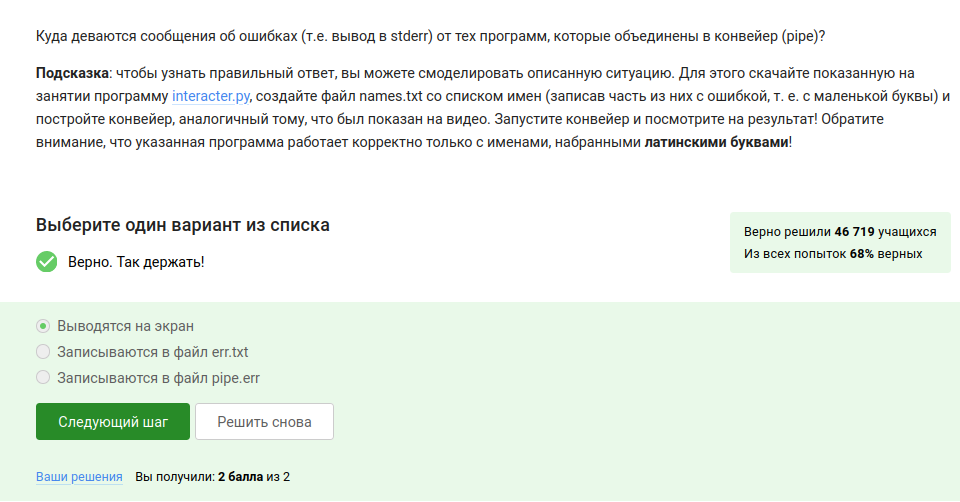 Куда деваются сообщения об ошибках (т.е. вывод в stderr) от тех программ, которые объединены в конвейер (pipe)?
Подсказка: чтобы узнать правильный ответ, вы можете смоделировать описанную ситуацию. Для этого скачайте показанную на
занятии программу interacter.py, создайте файл names.txt со списком имен (записав часть из них с ошибкой, т. е. с маленькой буквы) и
постройте конвейер, аналогичный тому, что был показан на видео. Запустите конвейер и посмотрите на результат! Обратите
внимание, что указанная программа работает корректно только с именами, набранными латинскими буквами!
Выберите один вариант из списка
Верно решили 46 719 учащихся
Из всех попыток 68% верных
Верно. Так держать!
Выводятся на экран
Записываются в файл err.txt
Записываются в файл pipe.err
Следующий шаг Решить снова
Ваши решения Вы получили: 2 балла из 2